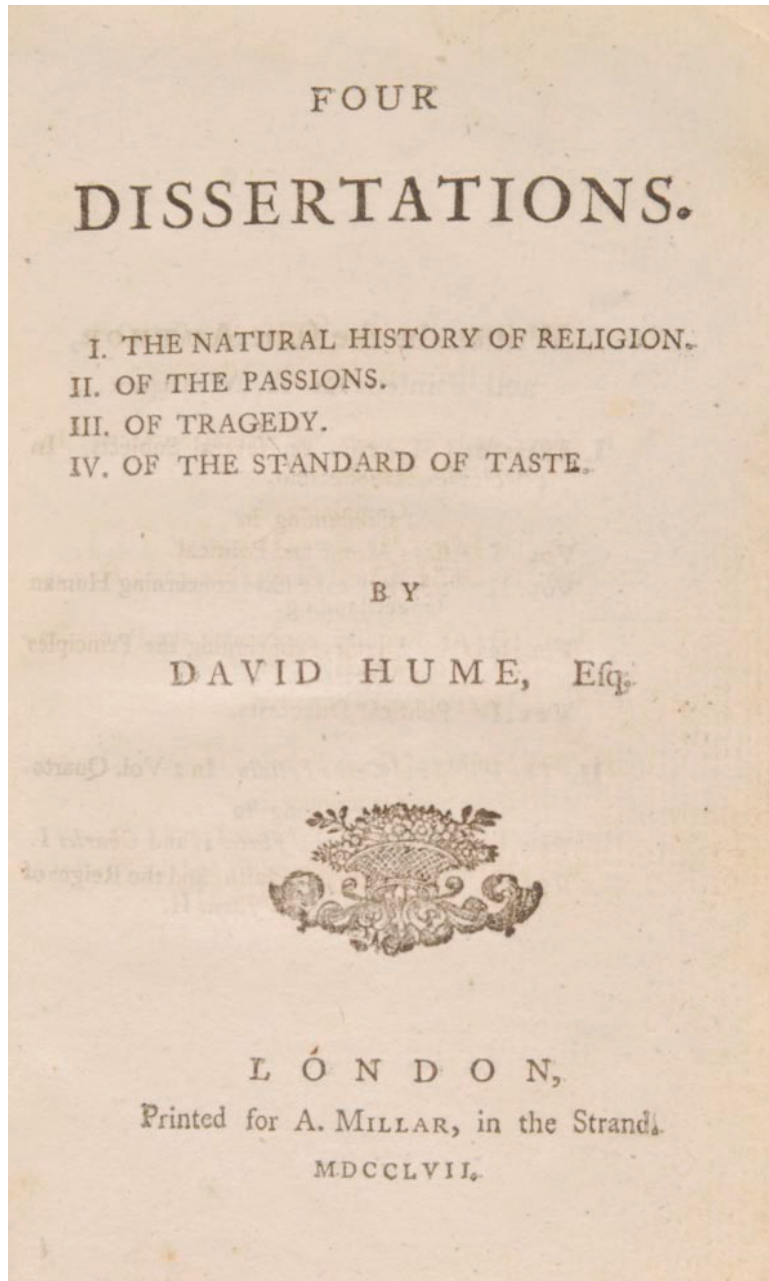 FOUR
DISSERTATIONS.
I. THE NATURAL HISTORY OF RELIGION.
II. OF THE PASSIONS.
III. OF TRAGEDY.
IV. OF THE STANDARD OF TASTE.
BY
DAVID HUME, Eſq.
LONDON,
Printed for A. MILLAR, in the Strand.
MDCCLVII.